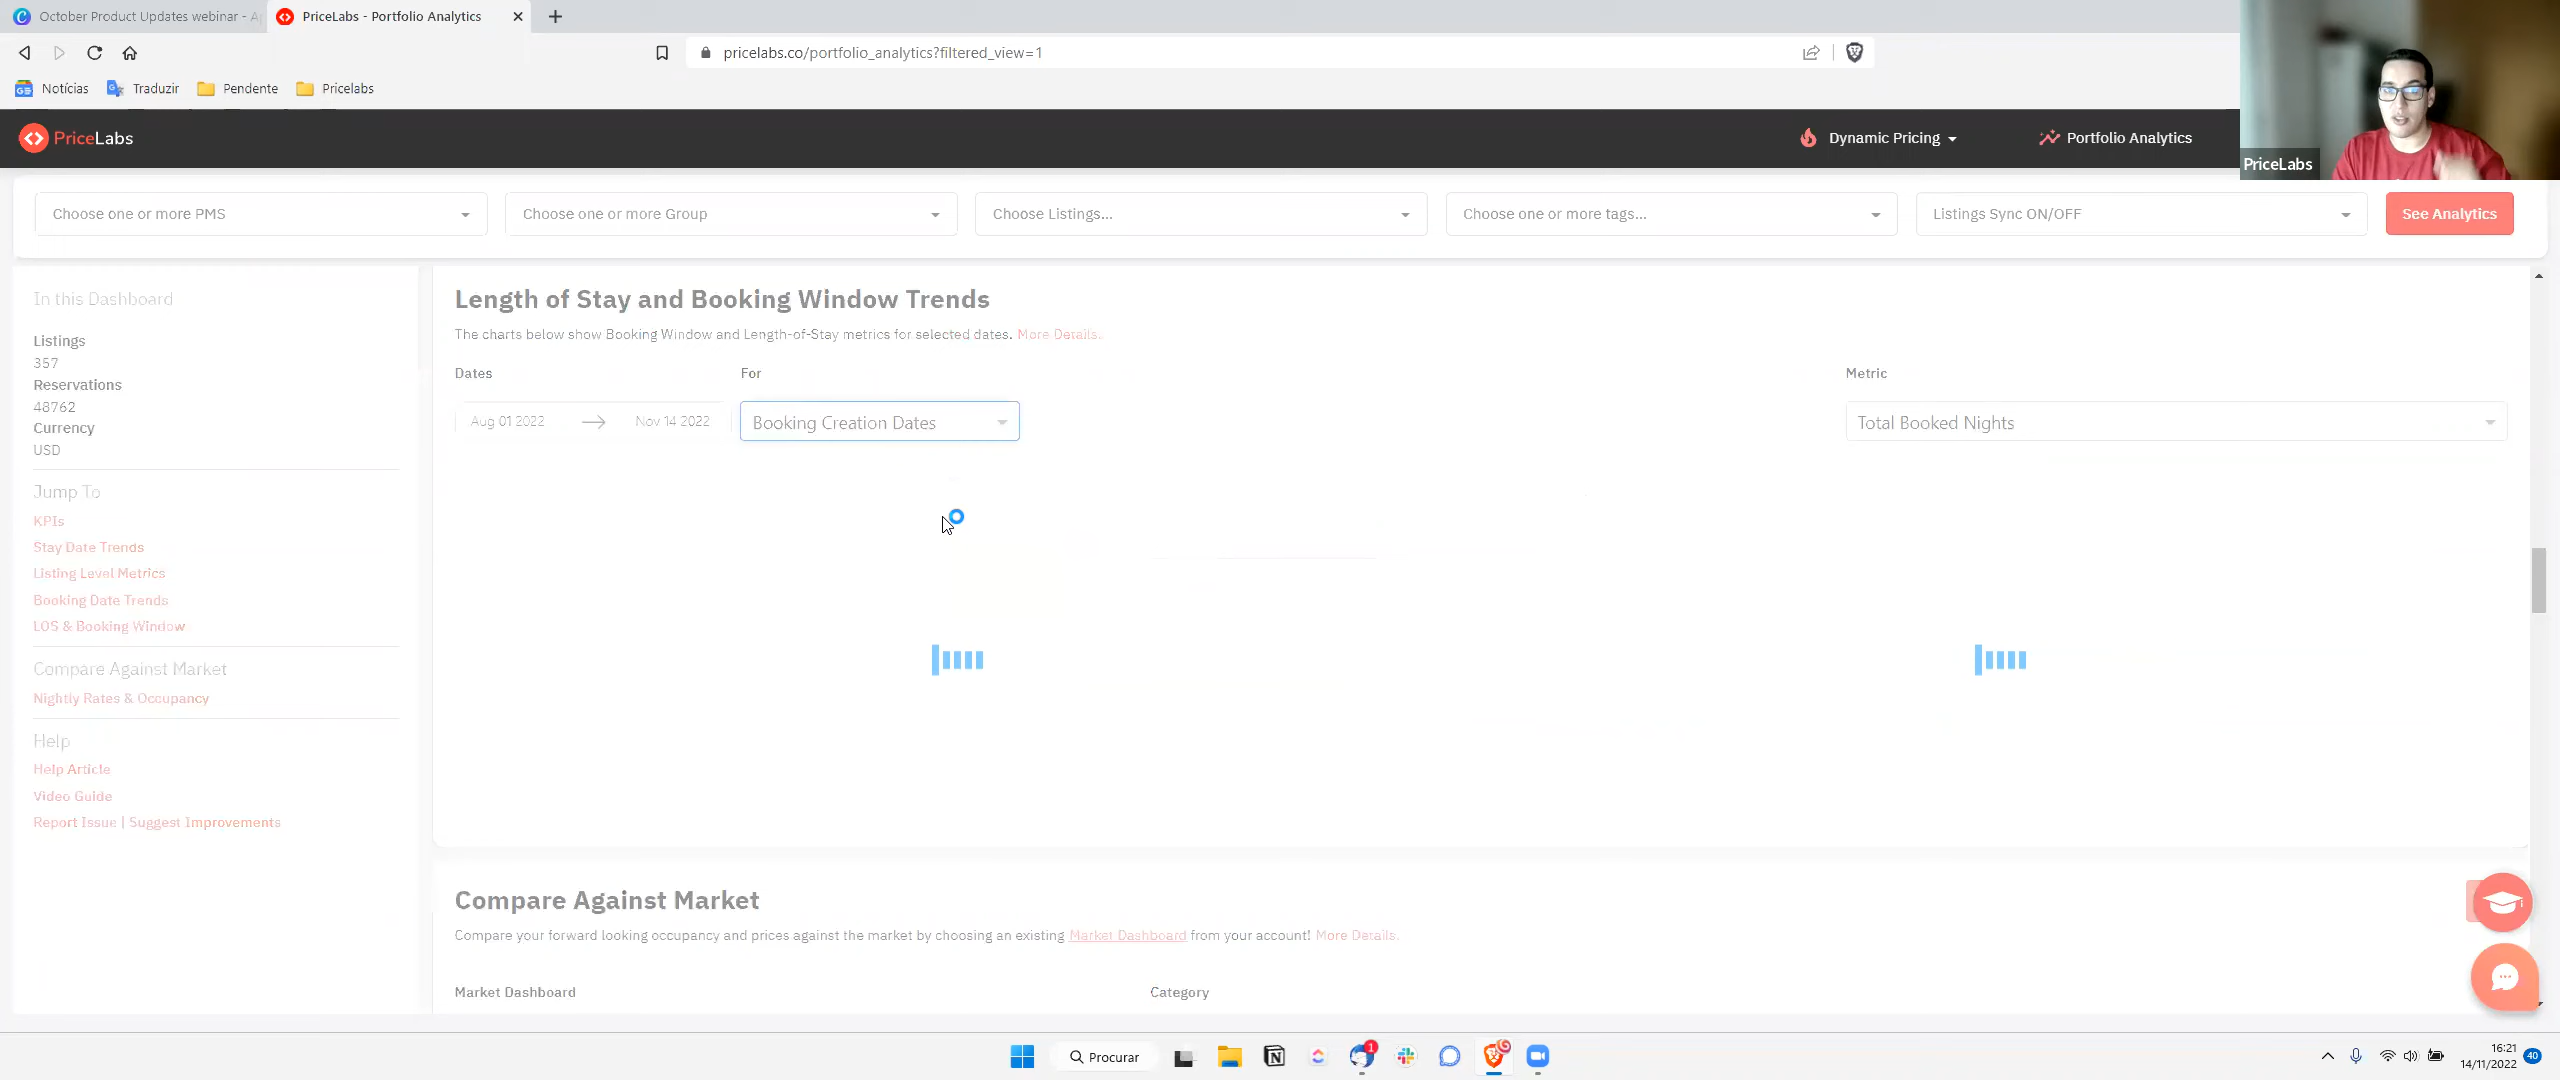 October Product Updates webinar - A
PriceLabs - Portfolio Analytics
pricelabs.co/portfolio_analytics?filtered_view=1
Notícias
Traduzir
Pendente
Pricelabs
PriceLabs
Dynamic Pricing
Portfolio Analytics
PriceLabs
Choose one or more PMS
Choose one or more Group
Choose Listings...
Choose one or more tags...
Listings Sync ON/OFF
See Analytics
In this Dashboard
Listings
357
Reservations
48762
Currency
USD
Jump To
KPIs
Stay Date Trends
Listing Level Metrics
Booking Date Trends
LOS & Booking Window
Compare Against Market
Nightly Rates & Occupancy
Help
Help Article
Video Guide
Report Issue | Suggest Improvements
Length of Stay and Booking Window Trends
The charts below show Booking Window and Length-of-Stay metrics for selected dates. More Details.
Dates
For
Metric
Aug 01 2022
Nov 14 2022
Booking Creation Dates
Total Booked Nights
Compare Against Market
Compare your forward looking occupancy and prices against the market by choosing an existing Market Dashboard from your account! More Details.
Market Dashboard
Category
Procurar
1
16:21
14/11/2022
40